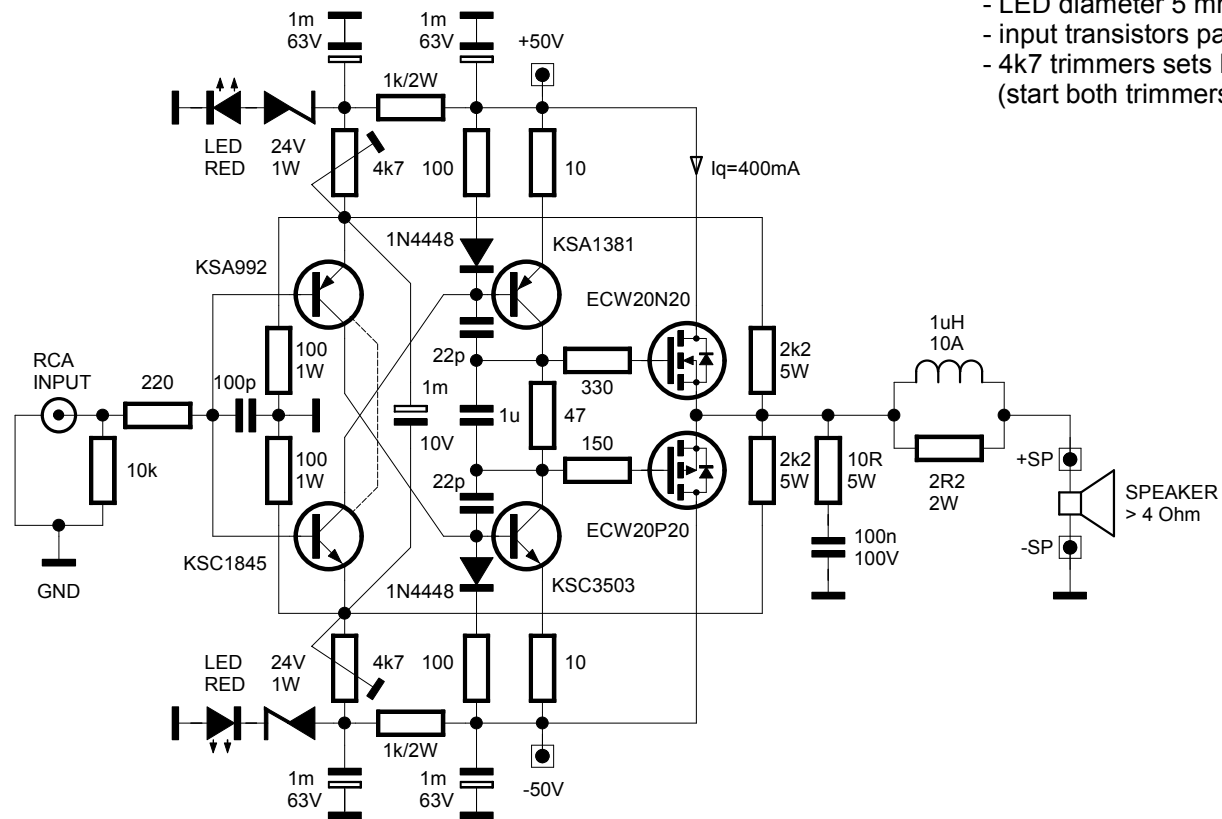 - LED diameter 5 m
- input transistors pa
- 4k7 trimmers sets
(start both trimmers
1m
63V
1m
63V
+50V
1k/2W
LED
RED
24V
1W
4k7
100
10
Iq=400mA
1N4448
KSA1381
KSA992
ECW20N20
1uH
10A
RCA
INPUT
220
100p
100
1W
22p
1m
1u
330
47
2k2
5W
10k
100
1W
10V
150
22p
2k2
5W
10R
5W
2R2
2W
+SP
SPEAKER
> 4 Ohm
-SP
ECW20P20
100n
100V
GND
KSC1845
1N4448
KSC3503
LED
RED
24V
1W
4k7
100
10
1k/2W
1m
63V
1m
63V
-50V